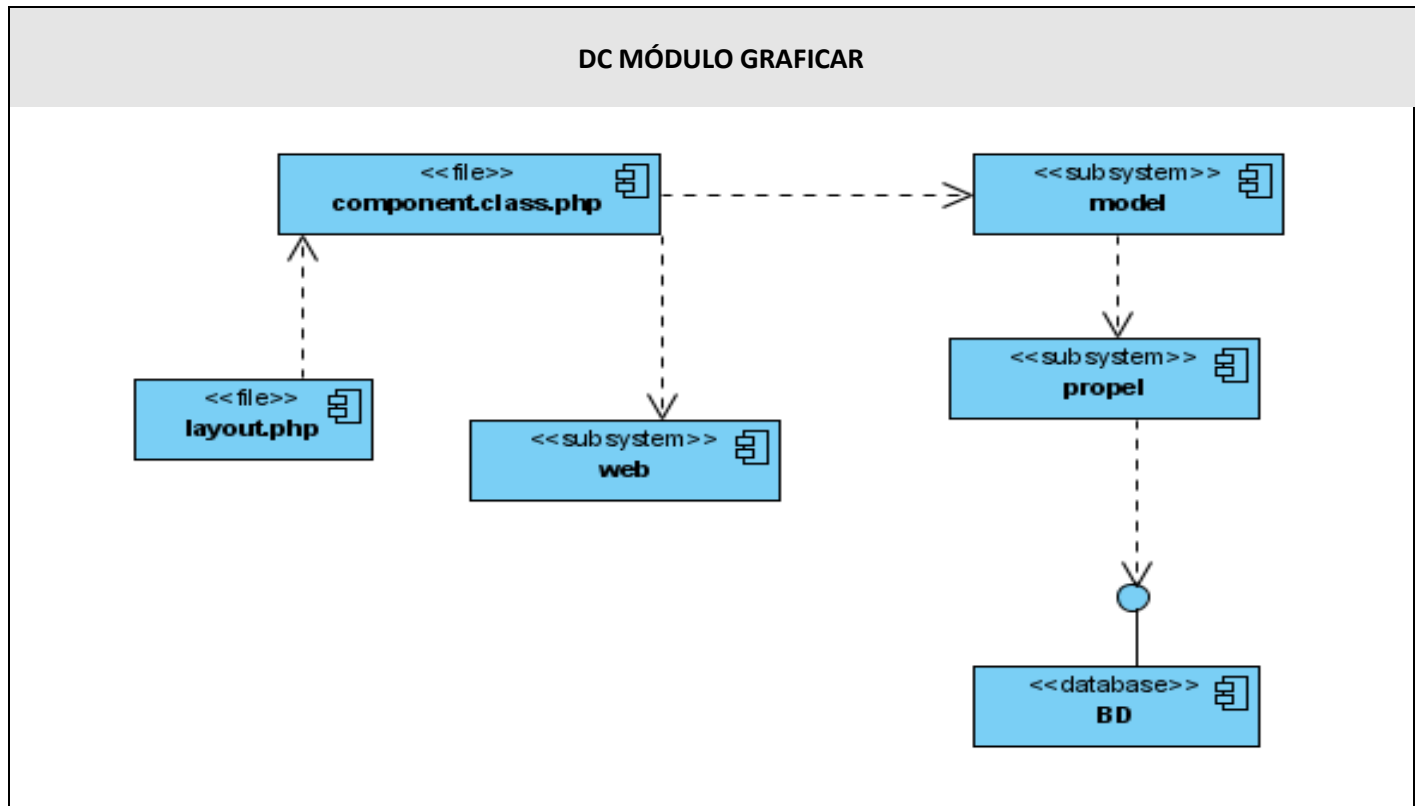 DC MÓDULO GRAFICAR
<<file>>
component.class.php
<<subsystem>>
model
<<subsystem>>
propel
<<file>>
layout.php
<<subsystem>>
web
<<database>>
BD